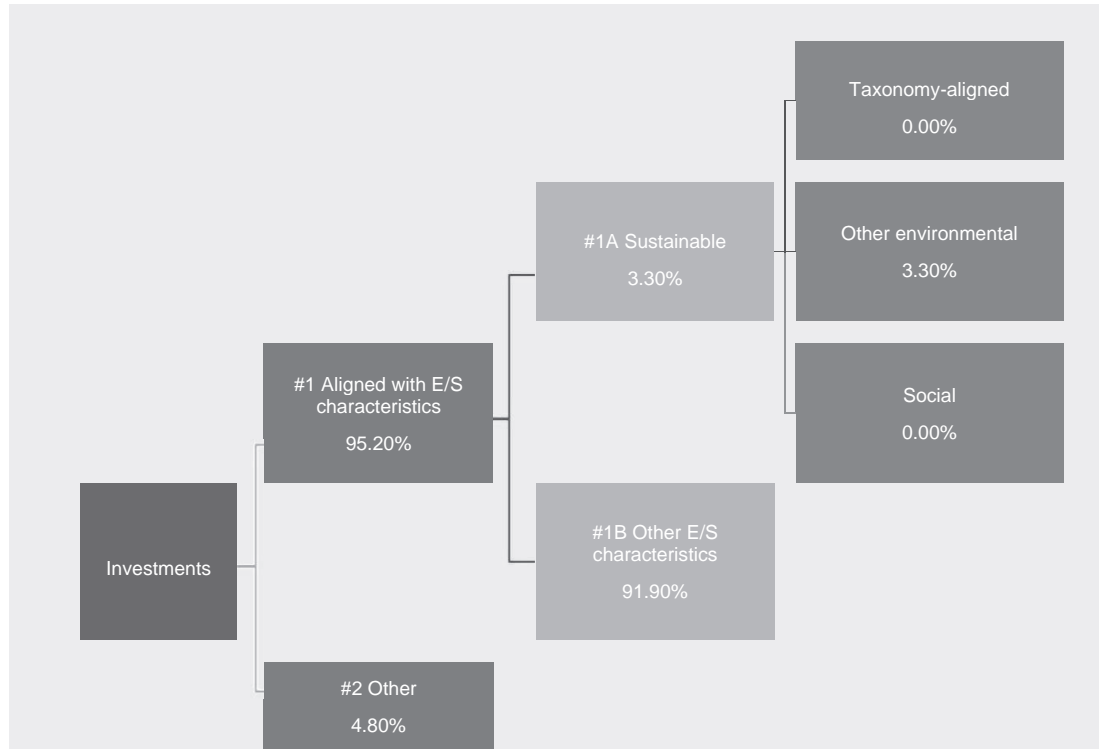 Investments
#1 Aligned with E/S
characteristics
95.20%
#2 Other
4.80%
#1A Sustainable
3.30%
#1B Other E/S
characteristics
91.90%
Taxonomy-aligned
0.00%
Other environmental
3.30%
Social
0.00%